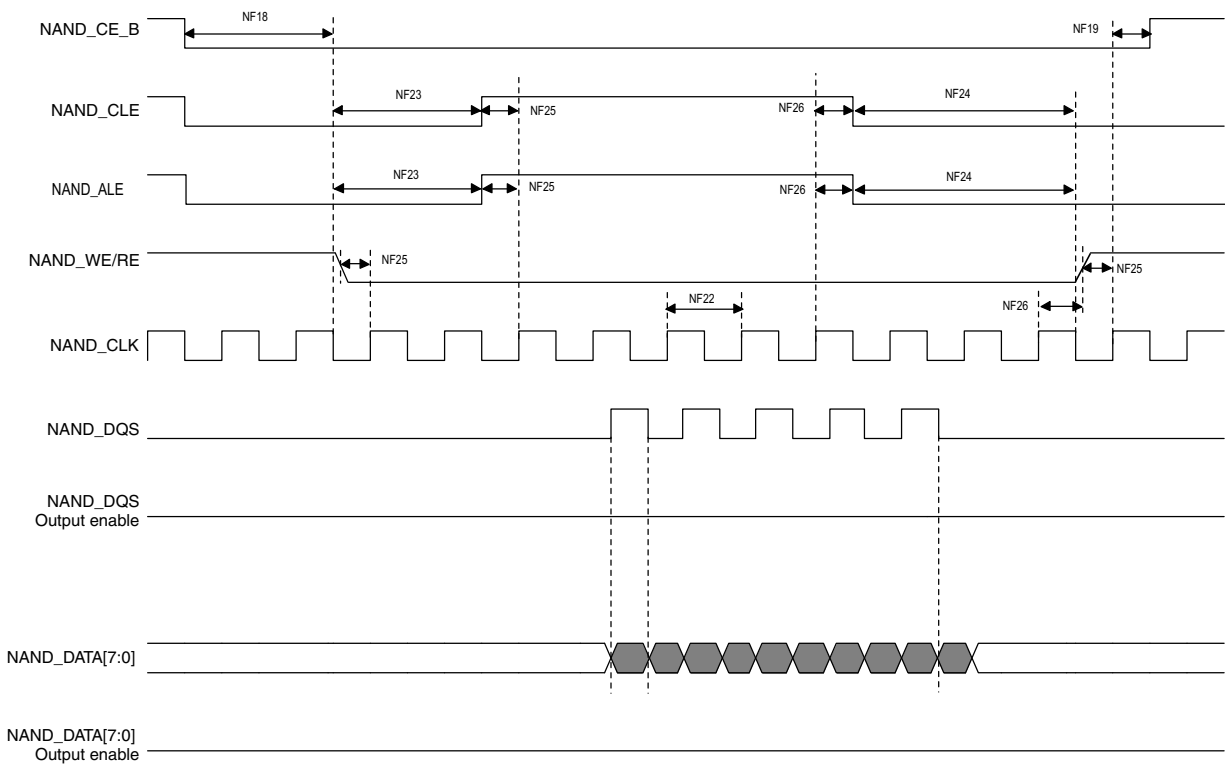 NF18
NAND_CE_B
NF19
NF23
NF25
NF26
NF24
NAND_CLE
NF23
NF25
NF26
NF24
NAND_ALE
NAND_WE/RE
NF25
NF25
NF22
NF26
NAND_CLK
NAND_DQS
NAND_DQS
Output enable
NAND_DATA[7:0]
NAND_DATA[7:0]
Output enable